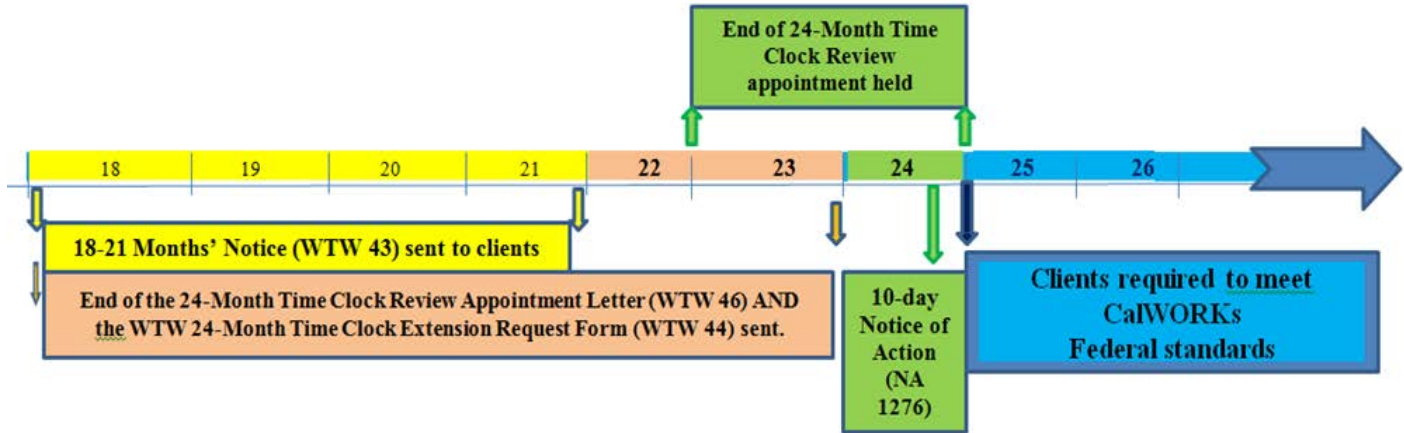 End of 24-Month Time
Clock Review
appointment held
18 19 20 21 22 23 24 25 26
18-21 Months’ Notice (WTW 43) sent to clients
End of the 24-Month Time Clock Review Appointment Letter (WTW 46) AND
the WTW 24-Month Time Clock Extension Request Form (WTW 44) sent.
10-day
Notice of
Action
(NA
1276)
Clients required to meet
CalWORKs
Federal standards